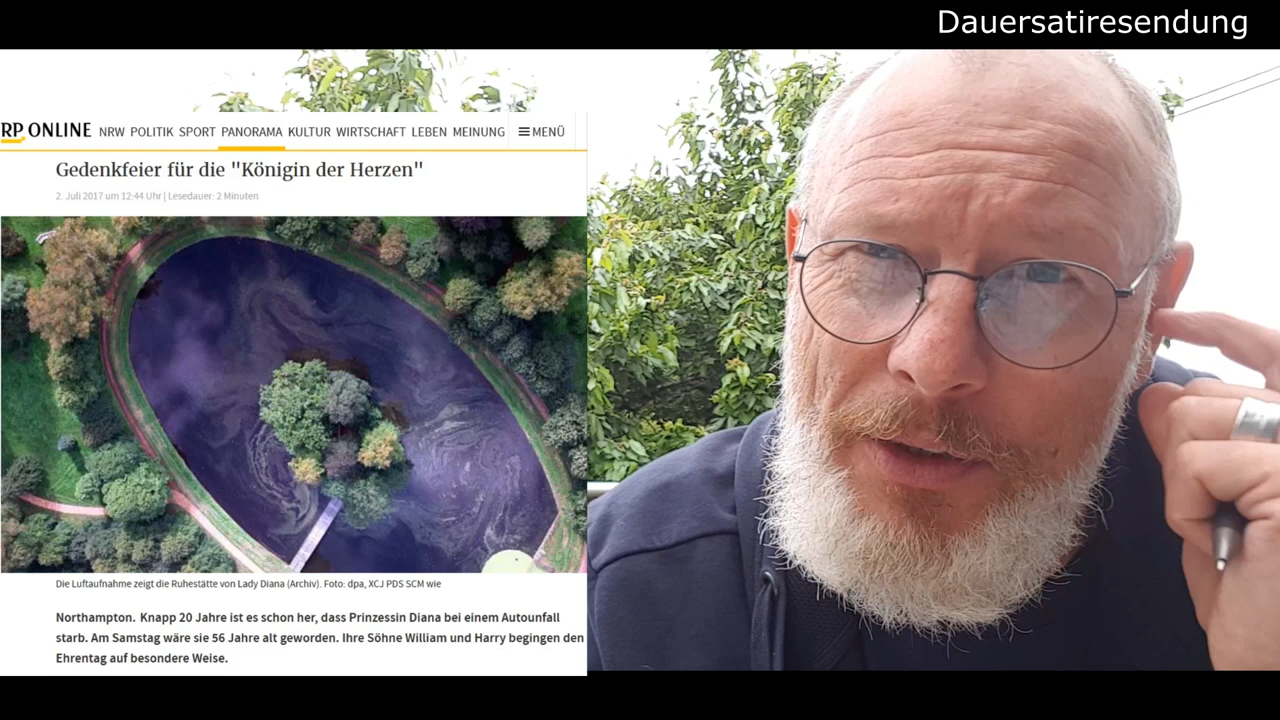 Dauersatiresendung
RP ONLINE NRW POLITIK SPORT PANORAMA KULTUR WIRTSCHAFT LEBEN MEINUNG MENÜ
Gedenkfeier für die "Königin der Herzen"
2. Juli 2017 um 12:44 Uhr | Lesedauer: 2 Minuten
Die Luftaufnahme zeigt die Ruhestätte von Lady Diana (Archiv). Foto: dpa, XCJ PDS SCM wie
Northampton. Knapp 20 Jahre ist es schon her, dass Prinzessin Diana bei einem Autounfall
starb. Am Samstag wäre sie 56 Jahre alt geworden. Ihre Söhne William und Harry begingen den
Ehrentag auf besondere Weise.